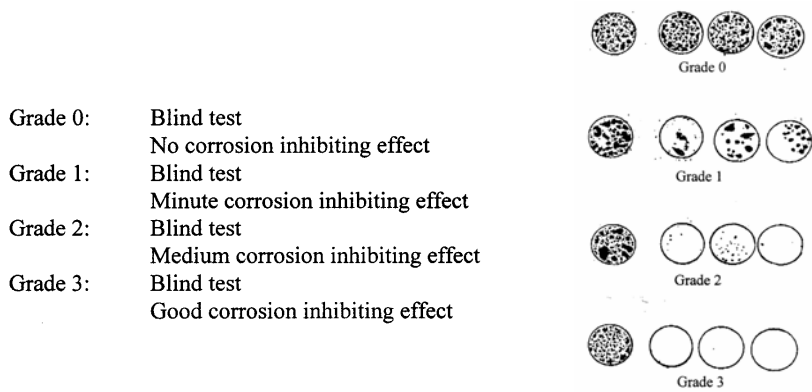 Grade 0: Blind test
No corrosion inhibiting effect
Grade 1: Blind test
Minute corrosion inhibiting effect
Grade 2: Blind test
Medium corrosion inhibiting effect
Grade 3: Blind test
Good corrosion inhibiting effect
Grade 0
Grade 1
Grade 2
Grade 3